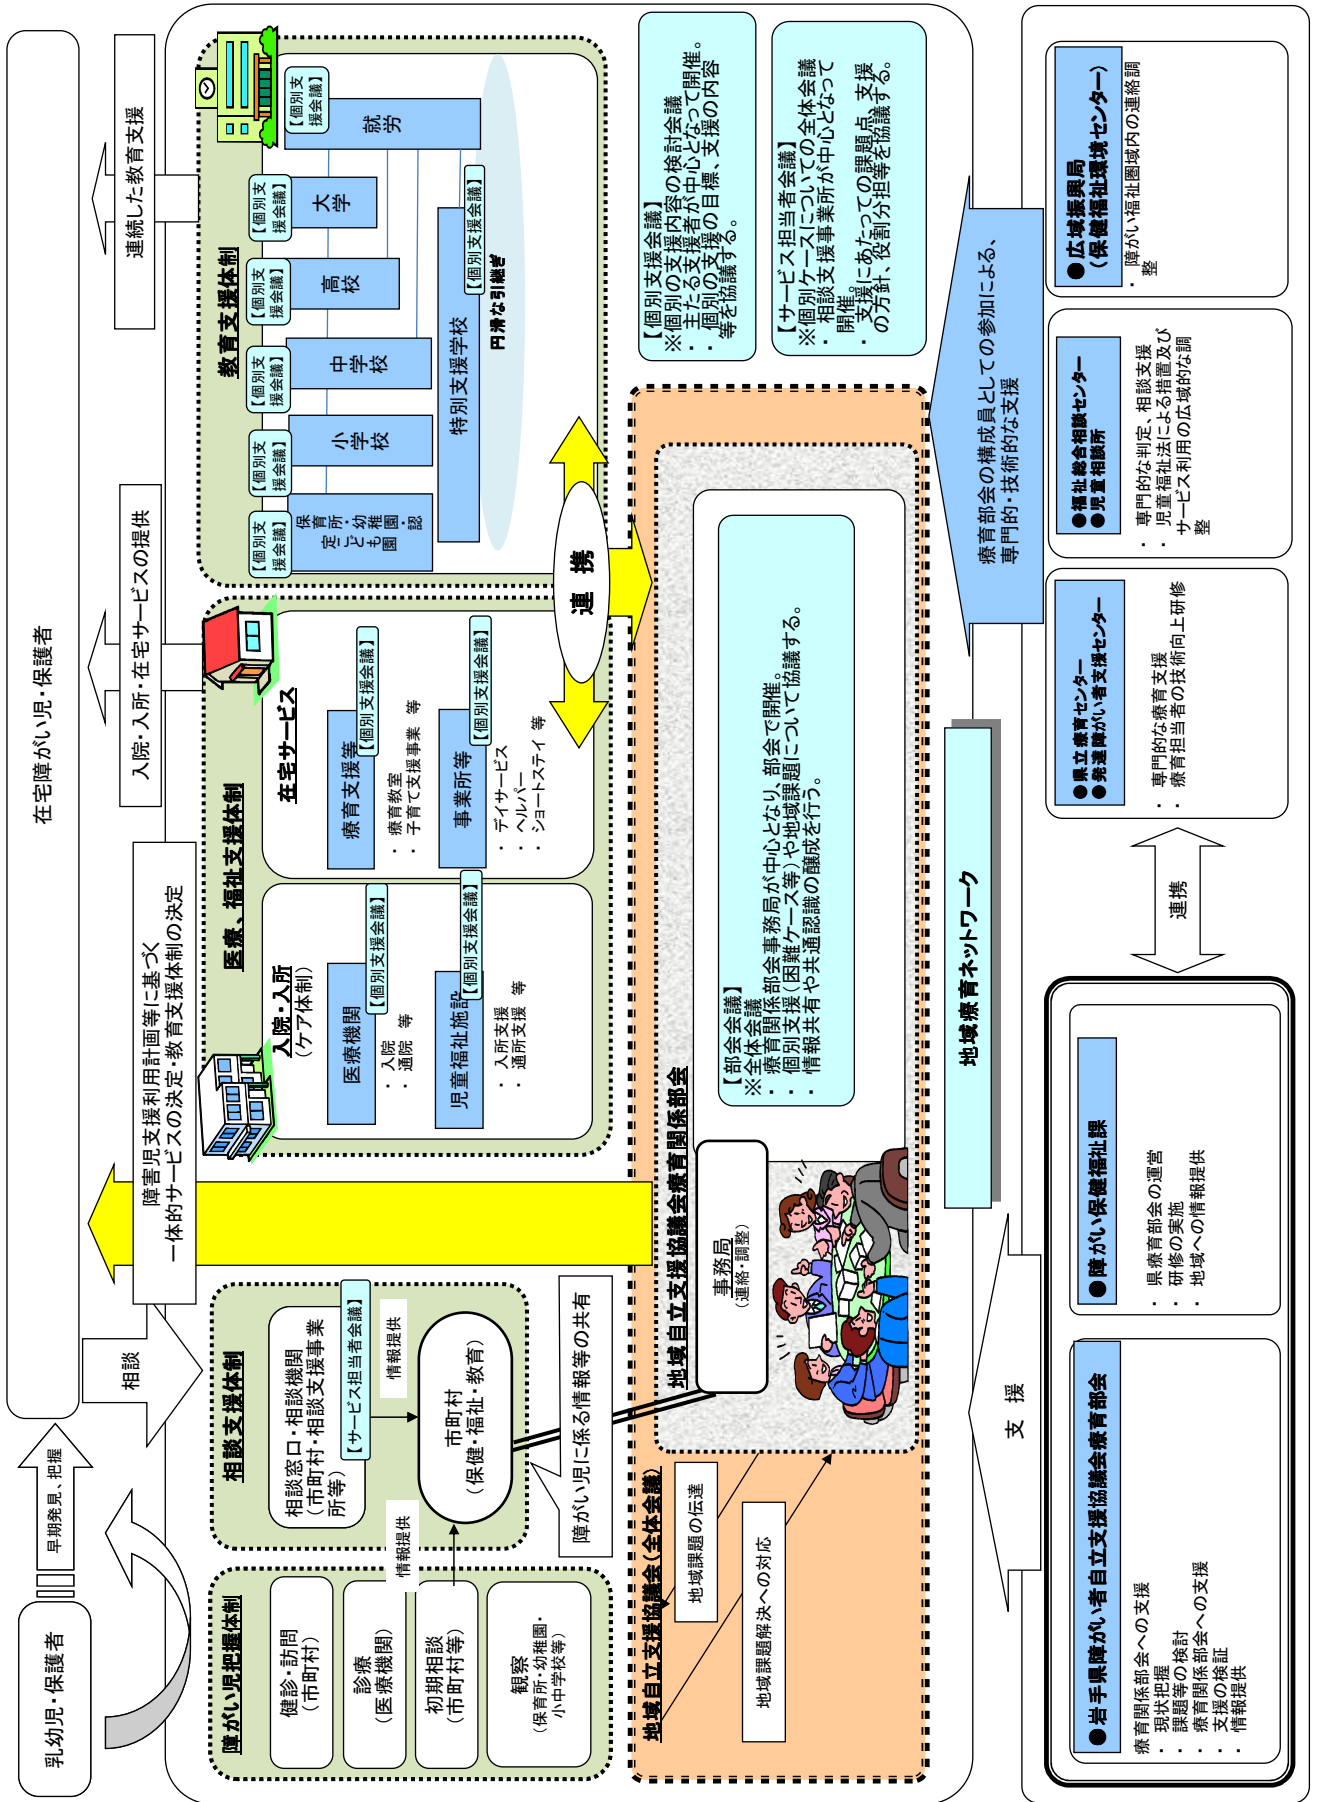 乳幼児・保護者
早期発見、把握
在宅障がい児・保護者
相談
障害児支援利用計画等に基づく
一体的サービスの決定・教育支援体制の決定
入院・入所・在宅サービスの提供
連続した教育支援
障がい児把握体制
健診・訪問
(市町村)
診療
(医療機関)
初期相談
(市町村等)
観察
(保育所・幼稚園・
小中学校等)
情報提供
相談支援体制
相談窓口・相談機関
(市町村・相談支援事業
所等)
【サービス担当者会議】
情報提供
市町村
(保健・福祉・教育)
障がい児に係る情報等の共有
医療、福祉支援体制
入院・入所
(ケア体制)
医療機関
【個別支援会議】
・ 入院
・ 通院 等
児童福祉施設
【個別支援会議】
・ 入所支援
・ 通所支援 等
在宅サービス
療育支援等
【個別支援会議】
・ 療育教室
・ 子育て支援事業 等
事業所等
【個別支援会議】
・ デイサービス
・ ヘルパー
・ ショートステイ 等
教育支援体制
【個別支
援会議】
保育所・幼稚園・認
定こども園
【個別支
援会議】
小学校
【個別支
援会議】
中学校
【個別支
援会議】
高校
【個別支
援会議】
大学
【個別支
援会議】
就労
特別支援学校
【個別支援会議】
円滑な引継ぎ
連 携
地域自立支援協議会(全体会議)
地域課題の伝達
地域課題解決への対応
地域自立支援協議会療育関係部会
事務局
(連絡・調整)
【部会会議】
※全体会議
・ 療育関係部会事務局が中心となり、部会で開催。
・ 個別支援(困難ケース等)や地域課題について協議する。
・ 情報共有や共通認識の醸成を行う。
【個別支援会議】
※個別の支援内容の検討会議
・ 主たる支援者が中心となって開催。
・ 個別の支援の目標、支援の内容
等を協議する。
【サービス担当者会議】
※個別ケースについての全体会議
・ 相談支援事業所が中心となって
開催。
・ 支援にあたっての課題点、支援
の方針、役割分担等を協議する。
地域療育ネットワーク
支 援
療育部会の構成員としての参加による、
専門的・技術的な支援
●岩手県障がい者自立支援協議会療育部会
療育関係部会への支援
・ 現状把握
・ 課題等の検討
・ 療育関係部会への支援
・ 支援の検証
・ 情報提供
● 障がい保健福祉課
・ 県療育部会の運営
・ 研修の実施
・ 地域への情報提供
連携
●県立療育センター
●発達障がい者支援センター
・ 専門的な療育支援
・ 療育担当者の技術向上研修
●福祉総合相談センター
●児童相談所
・ 専門的な判定、相談支援
・ 児童福祉法による措置及び
サービス利用の広域的な調
整
●広域振興局
(保健福祉環境センター)
・ 障がい福祉圏域内の連絡調
整